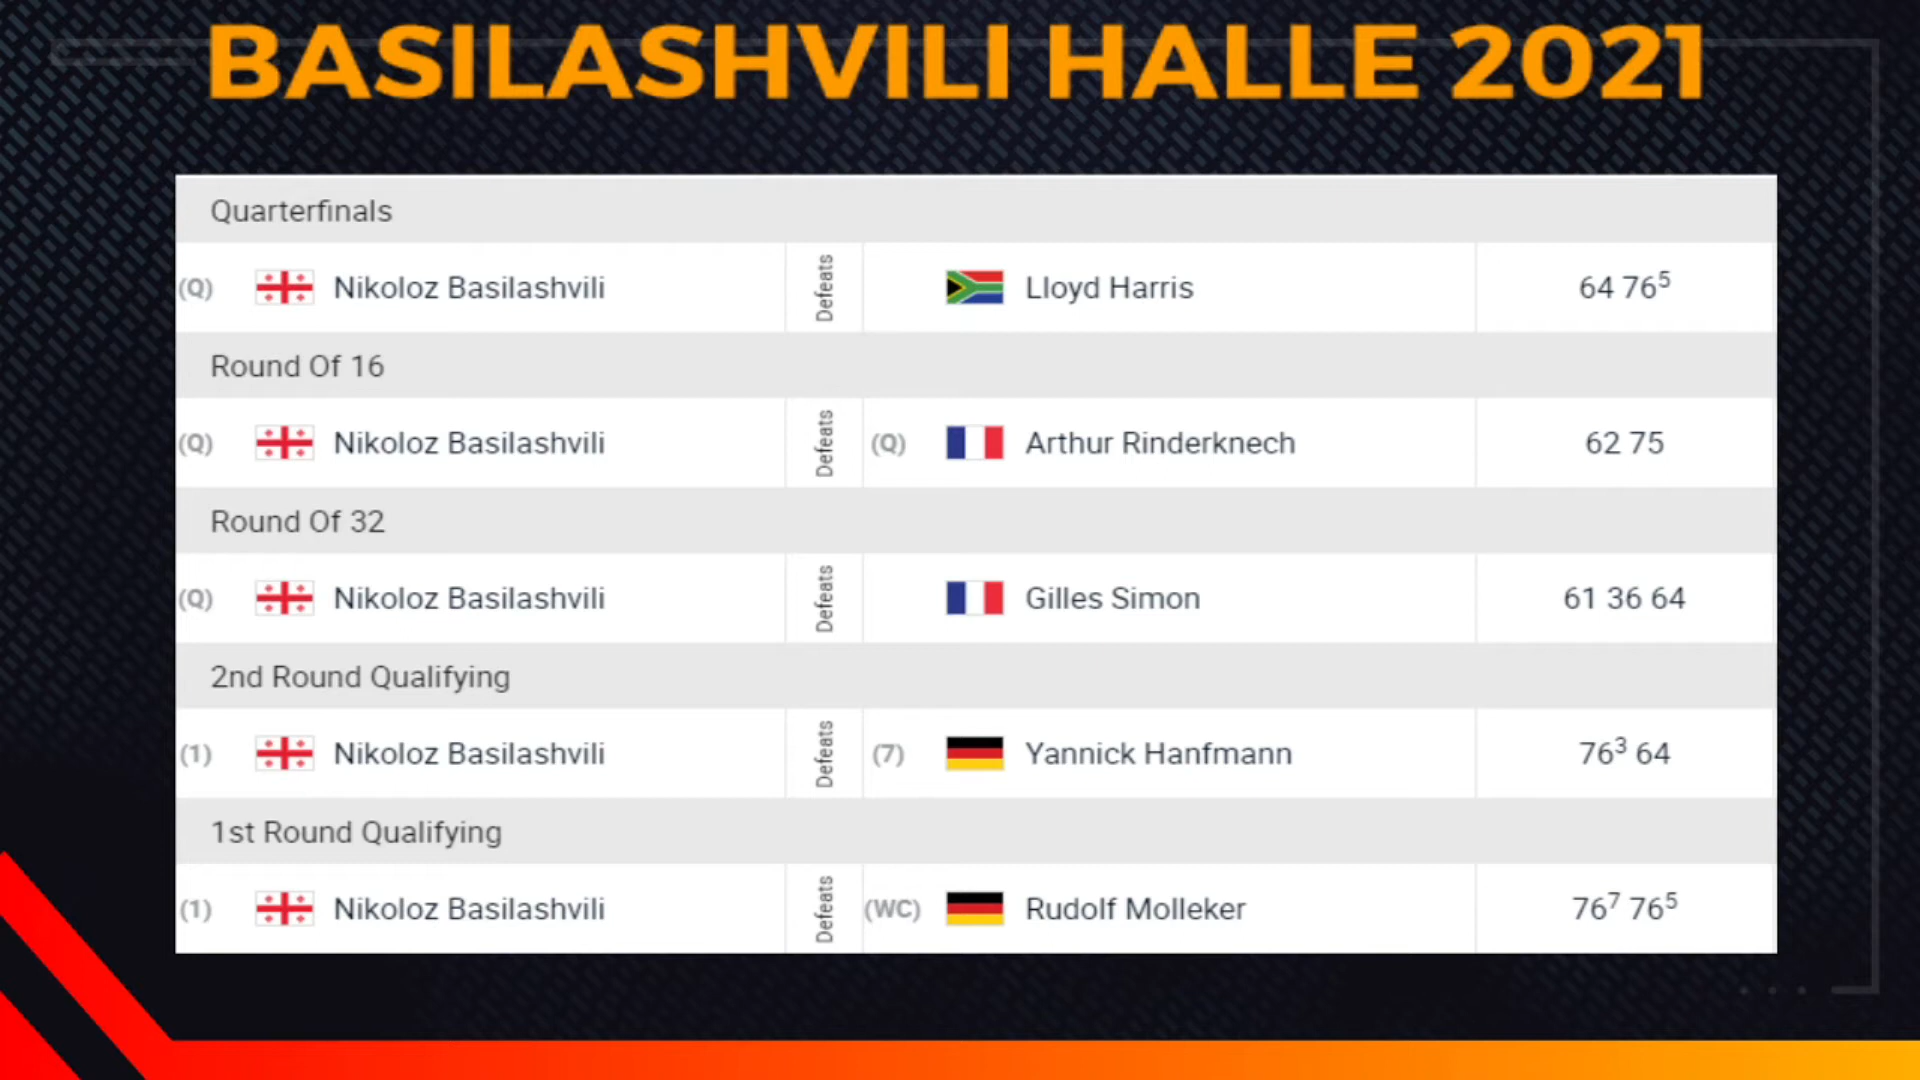 BASILASHVILI HALLE 2021
Quarterfinals
(Q) Nikoloz Basilashvili Defeats Lloyd Harris 64 76⁵
Round Of 16
(Q) Nikoloz Basilashvili Defeats (Q) Arthur Rinderknech 62 75
Round Of 32
(Q) Nikoloz Basilashvili Defeats Gilles Simon 61 36 64
2nd Round Qualifying
(1) Nikoloz Basilashvili Defeats (7) Yannick Hanfmann 76³ 64
1st Round Qualifying
(1) Nikoloz Basilashvili Defeats (WC) Rudolf Molleker 76⁷ 76⁵